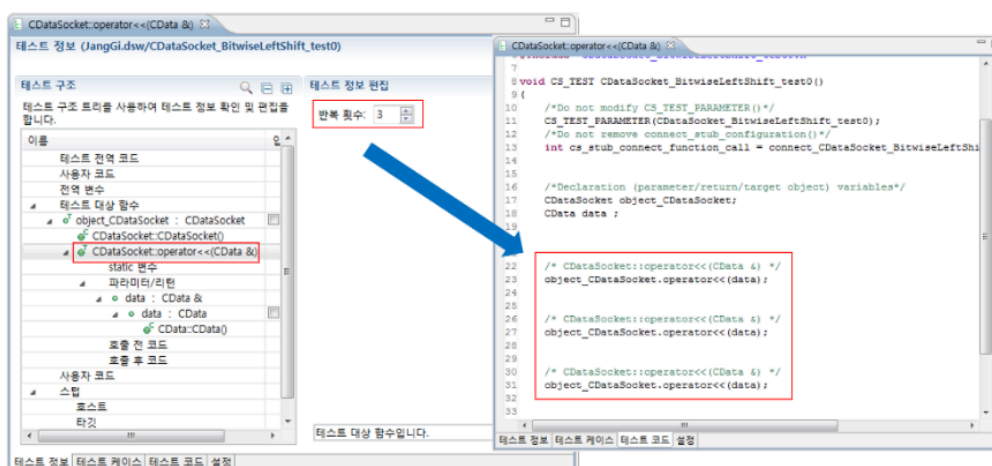 CDataSocket::operator<<(CData &)
테스트 정보 (JangGi.dsw/CDataSocket_BitwiseLeftShift_test0)
테스트 구조
테스트 구조 트리를 사용하여 테스트 정보 확인 및 편집을
합니다.
이름
테스트 전역 코드
사용자 코드
전역 변수
테스트 대상 함수
object_CDataSocket : CDataSocket
CDataSocket::CDataSocket()
CDataSocket::operator<<(CData &)
static 변수
파라미터/리턴
data : CData &
data : CData
CData::CData()
호출 전 코드
호출 후 코드
사용자 코드
스텁
호스트
타깃
테스트 정보 편집
반복 횟수: 3
테스트 대상 함수입니다.
테스트 정보 테스트 케이스 테스트 코드 설정
CDataSocket::operator<<(CData &)
7
8 void CS_TEST CDataSocket_BitwiseLeftShift_test0()
9 {
10 /*Do not modify CS_TEST_PARAMETER()*/
11 CS_TEST_PARAMETER(CDataSocket_BitwiseLeftShift_test0);
12 /*Do not remove connect_stub_configuration()*/
13 int cs_stub_connect_function_call = connect_CDataSocket_BitwiseLeftShi
14
15
16 /*Declaration (parameter/return/target object) variables*/
17 CDataSocket object_CDataSocket;
18 CData data ;
19
22 /* CDataSocket::operator<<(CData &) */
23 object_CDataSocket.operator<<(data);
24
25
26 /* CDataSocket::operator<<(CData &) */
27 object_CDataSocket.operator<<(data);
28
29
30 /* CDataSocket::operator<<(CData &) */
31 object_CDataSocket.operator<<(data);
32
33
테스트 정보 테스트 케이스 테스트 코드 설정